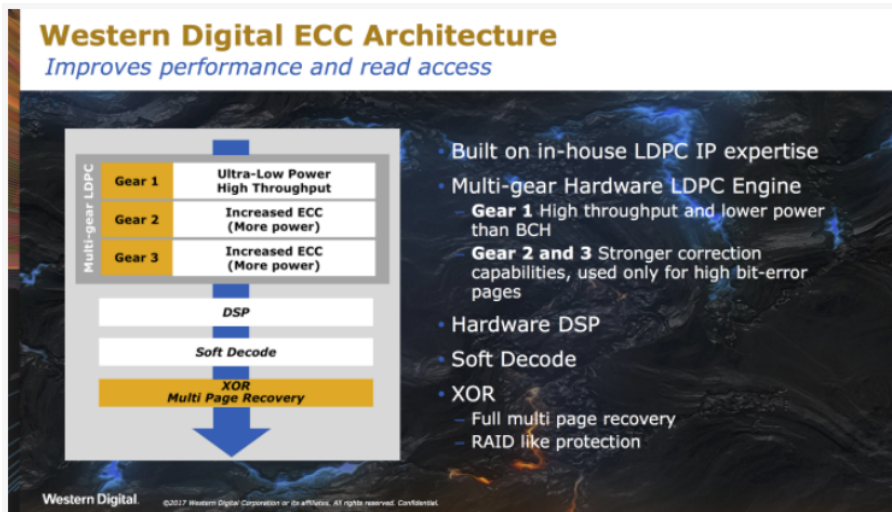 Western Digital ECC Architecture
Improves performance and read access
Multi-gear LDPC
Gear 1
Ultra-Low Power
High Throughput
Gear 2
Increased ECC
(More power)
Gear 3
Increased ECC
(More power)
DSP
Soft Decode
XOR
Multi Page Recovery
• Built on in-house LDPC IP expertise
• Multi-gear Hardware LDPC Engine
– Gear 1 High throughput and lower power
than BCH
– Gear 2 and 3 Stronger correction
capabilities, used only for high bit-error
pages
• Hardware DSP
• Soft Decode
• XOR
– Full multi page recovery
– RAID like protection
Western Digital.
©2017 Western Digital Corporation or its affiliates. All rights reserved. Confidential.